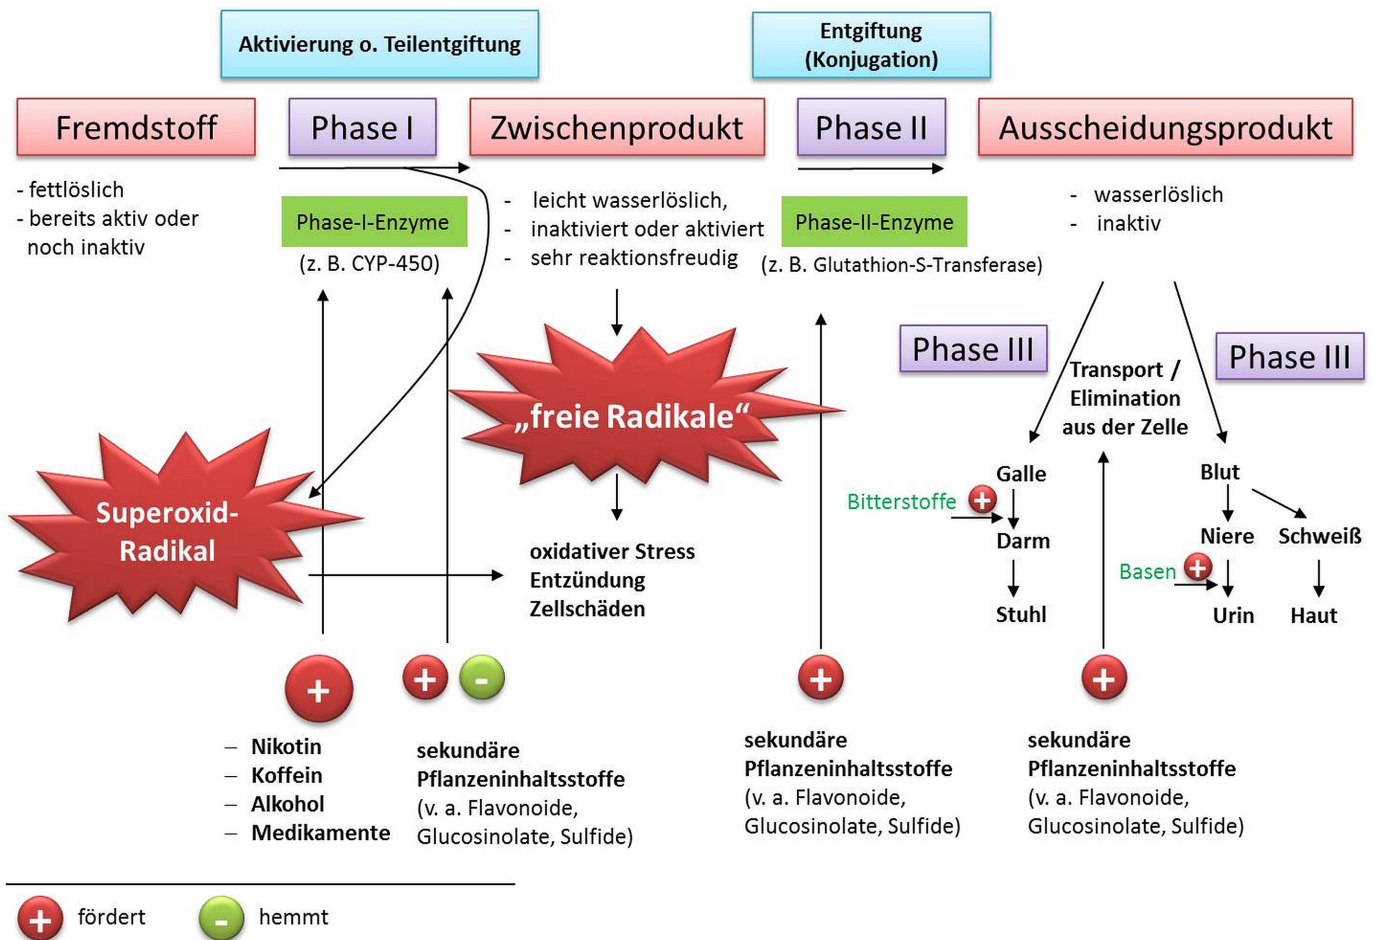 Aktivierung o. Teilentgiftung
Entgiftung
(Konjugation)
Fremdstoff
Phase I
Zwischenprodukt
Phase II
Ausscheidungsprodukt
- fettlöslich
- bereits aktiv oder
noch inaktiv
Phase-I-Enzyme
(z. B. CYP-450)
- leicht wasserlöslich,
- inaktiviert oder aktiviert
- sehr reaktionsfreudig
Phase-II-Enzyme
(z. B. Glutathion-S-Transferase)
- wasserlöslich
- inaktiv
Phase III
Transport /
Elimination
aus der Zelle
Phase III
„freie Radikale“
Superoxid-
Radikal
oxidativer Stress
Entzündung
Zellschäden
Galle
Bitterstoffe
+
Darm
Stuhl
Blut
Niere
Schweiß
Basen
+
Urin
Haut
+
+
-
+
+
– Nikotin
– Koffein
– Alkohol
– Medikamente
sekundäre
Pflanzeninhaltsstoffe
(v. a. Flavonoide,
Glucosinolate, Sulfide)
sekundäre
Pflanzeninhaltsstoffe
(v. a. Flavonoide,
Glucosinolate, Sulfide)
sekundäre
Pflanzeninhaltsstoffe
(v. a. Flavonoide,
Glucosinolate, Sulfide)
+ fördert
- hemmt